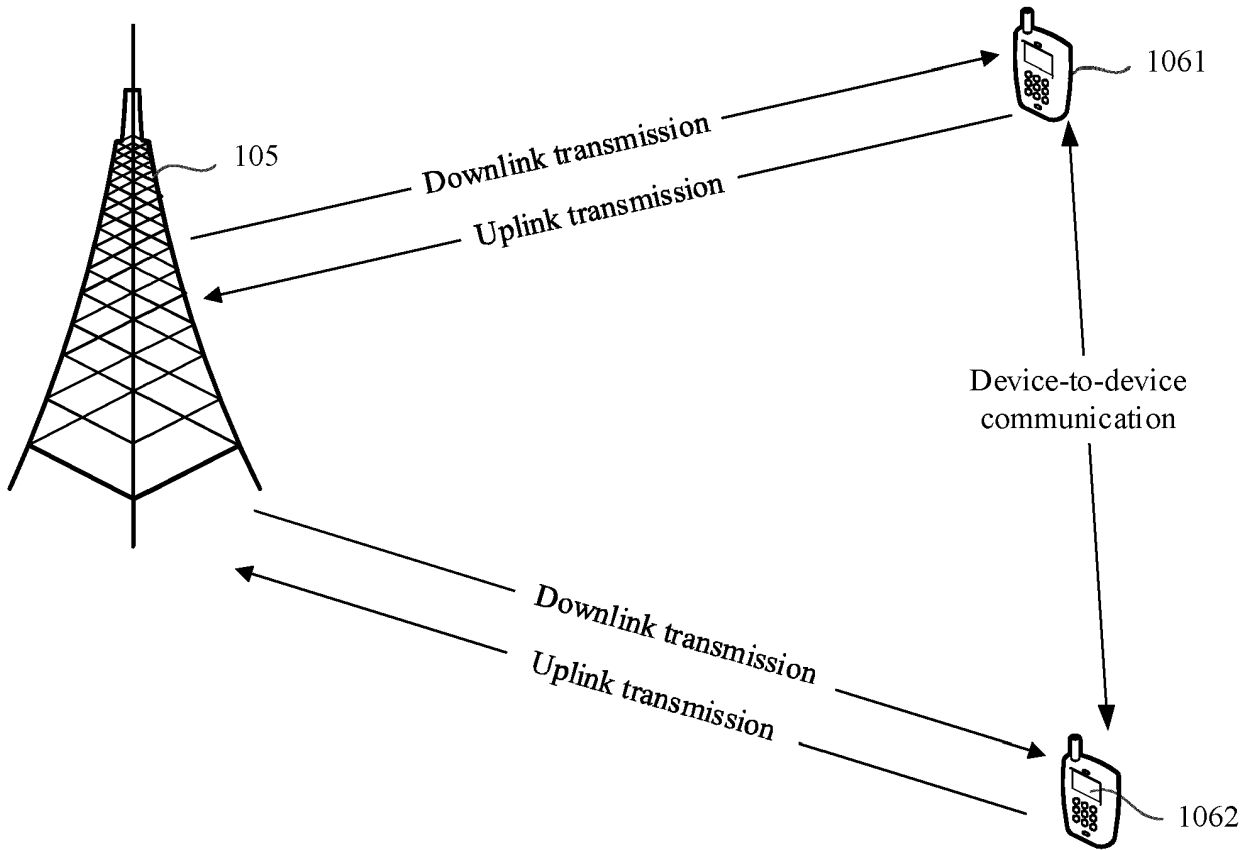 1061
105
Downlink transmission
Uplink transmission
Device-to-device
communication
Downlink transmission
Uplink transmission
1062